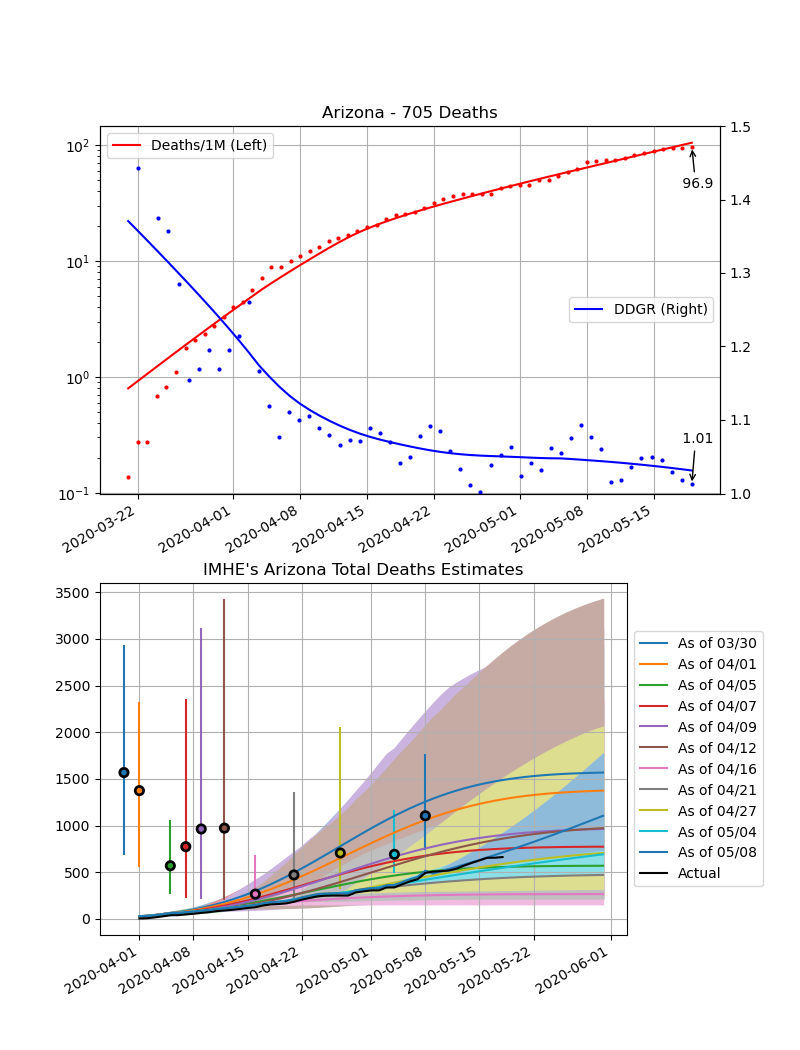 Arizona - 705 Deaths
Deaths/1M (Left)
DDGR (Right)
96.9
1.01
10²
10¹
10⁰
10⁻¹
1.5
1.4
1.3
1.2
1.1
1.0
2020-03-22
2020-04-01
2020-04-08
2020-04-15
2020-04-22
2020-05-01
2020-05-08
2020-05-15
IMHE's Arizona Total Deaths Estimates
3500
3000
2500
2000
1500
1000
500
0
2020-04-01
2020-04-08
2020-04-15
2020-04-22
2020-05-01
2020-05-08
2020-05-15
2020-05-22
2020-06-01
As of 03/30
As of 04/01
As of 04/05
As of 04/07
As of 04/09
As of 04/12
As of 04/16
As of 04/21
As of 04/27
As of 05/04
As of 05/08
Actual